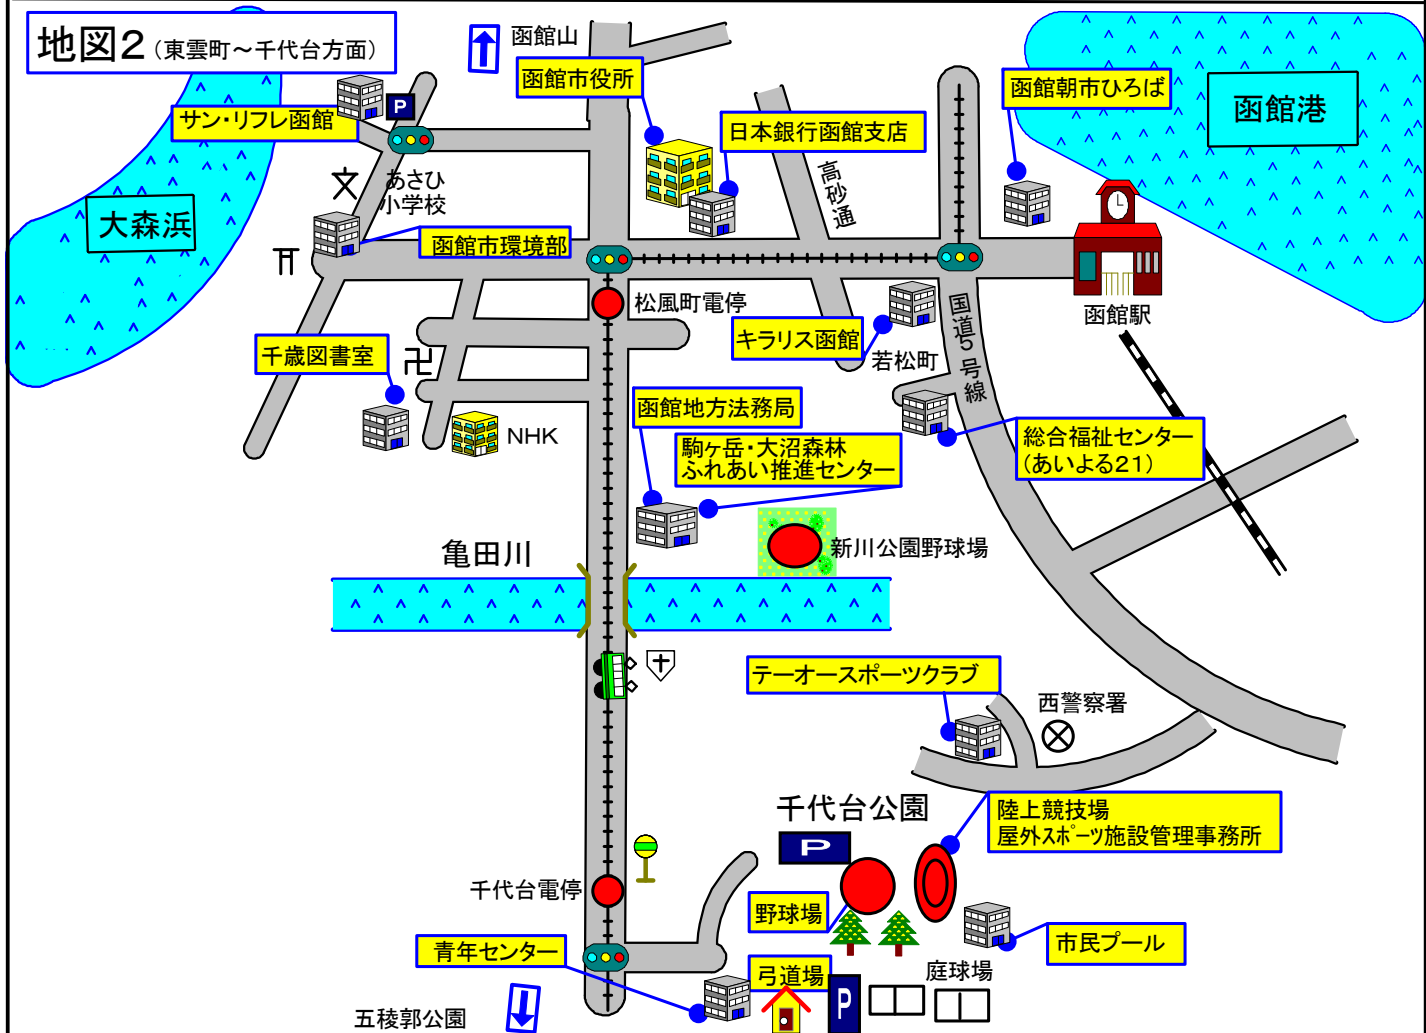 地図2（東雲町～千代台方面）
函館山
函館市役所
函館朝市ひろば
函館港
サン・リフレ函館
P
日本銀行函館支店
高砂通
文
あさひ
小学校
大森浜
函館市環境部
松風町電停
国道5号線
函館駅
キラリス函館
若松町
千歳図書室
卍
函館地方法務局
NHK
駒ヶ岳・大沼森林
ふれあい推進センター
総合福祉センター
(あいよる21)
亀田川
新川公園野球場
テーオースポーツクラブ
西警察署
千代台公園
陸上競技場
屋外スポーツ施設管理事務所
P
千代台電停
野球場
青年センター
市民プール
弓道場
P
庭球場
五稜郭公園